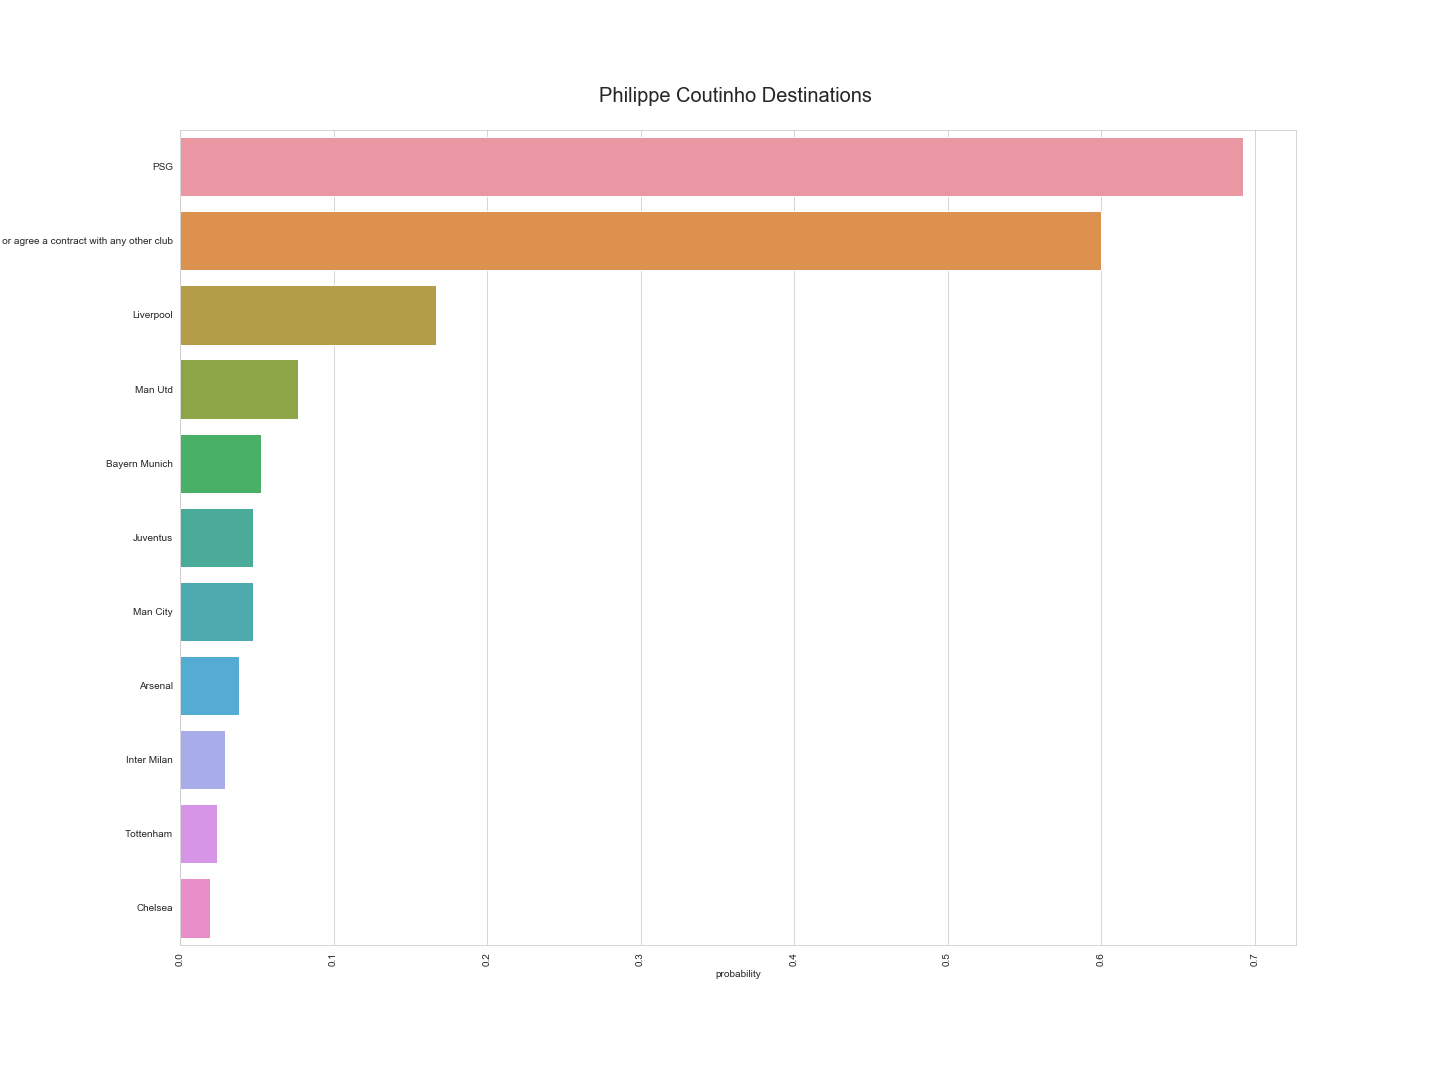 Philippe Coutinho Destinations
PSG
or agree a contract with any other club
Liverpool
Man Utd
Bayern Munich
Juventus
Man City
Arsenal
Inter Milan
Tottenham
Chelsea
0.0 0.1 0.2 0.3 0.4 0.5 0.6 0.7
probability